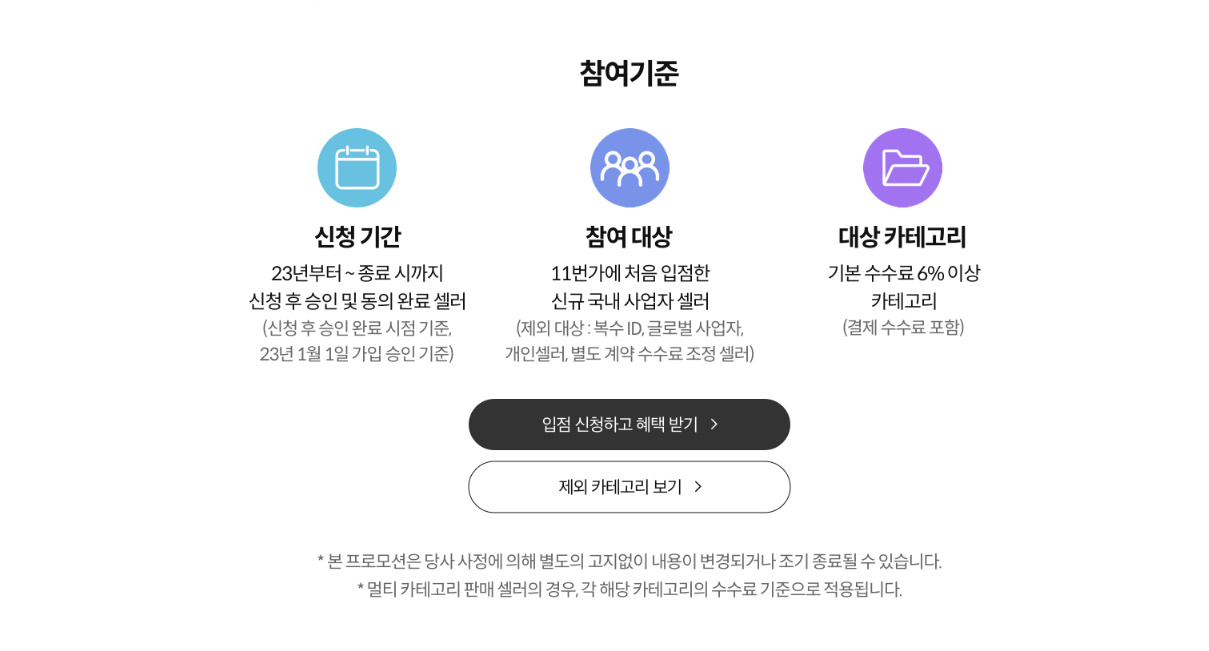 참여기준
신청 기간
23년부터 ~ 종료 시까지
신청 후 승인 및 동의 완료 셀러
(신청 후 승인 완료 시점 기준,
23년 1월 1일 가입 승인 기준)
참여 대상
11번가에 처음 입점한
신규 국내 사업자 셀러
(제외 대상 : 복수 ID, 글로벌 사업자,
개인셀러, 별도 계약 수수료 조정 셀러)
대상 카테고리
기본 수수료 6% 이상
카테고리
(결제 수수료 포함)
입점 신청하고 혜택 받기 >
제외 카테고리 보기 >
* 본 프로모션은 당사 사정에 의해 별도의 고지없이 내용이 변경되거나 조기 종료될 수 있습니다.
* 멀티 카테고리 판매 셀러의 경우, 각 해당 카테고리의 수수료 기준으로 적용됩니다.